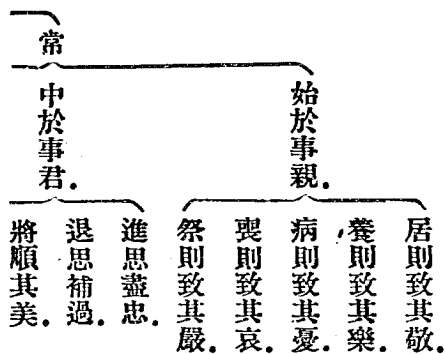 常
始於事親．
居則致其敬．
養則致其樂．
病則致其憂．
喪則致其哀．
祭則致其嚴．
中於事君．
進思盡忠．
退思補過．
將順其美．